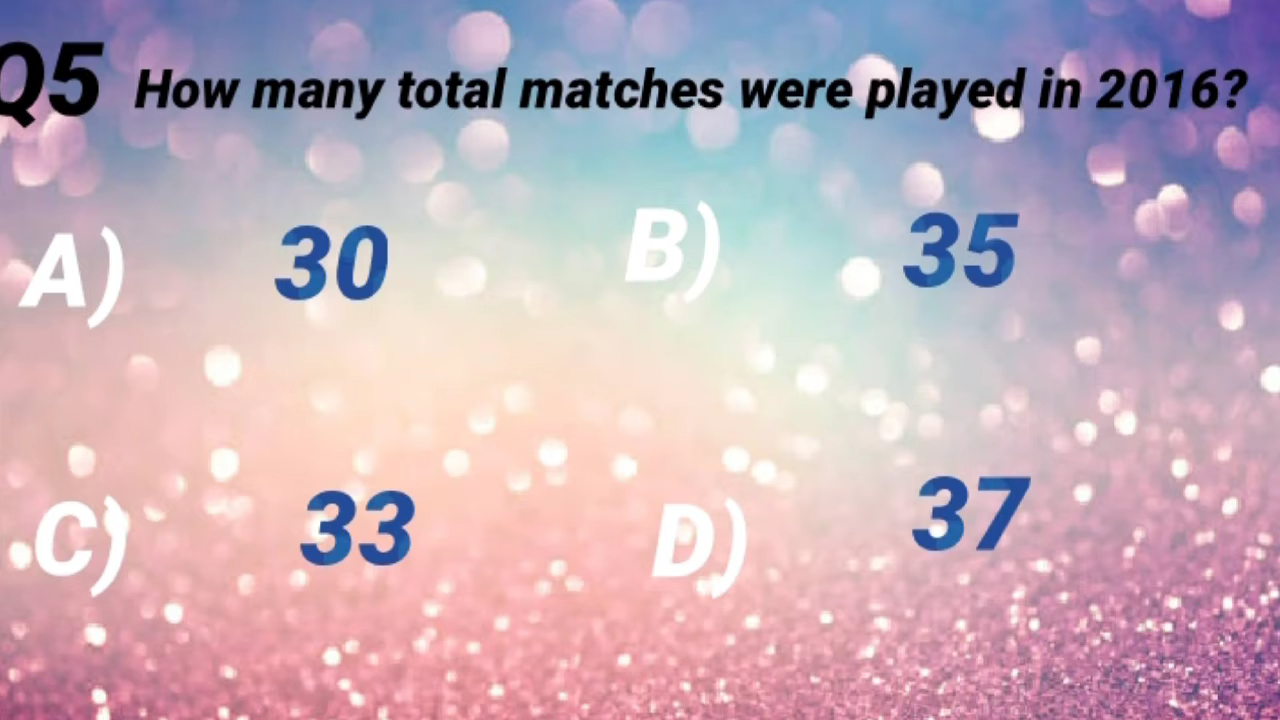 Q5 How many total matches were played in 2016?
A) 30 B) 35
C) 33 D) 37